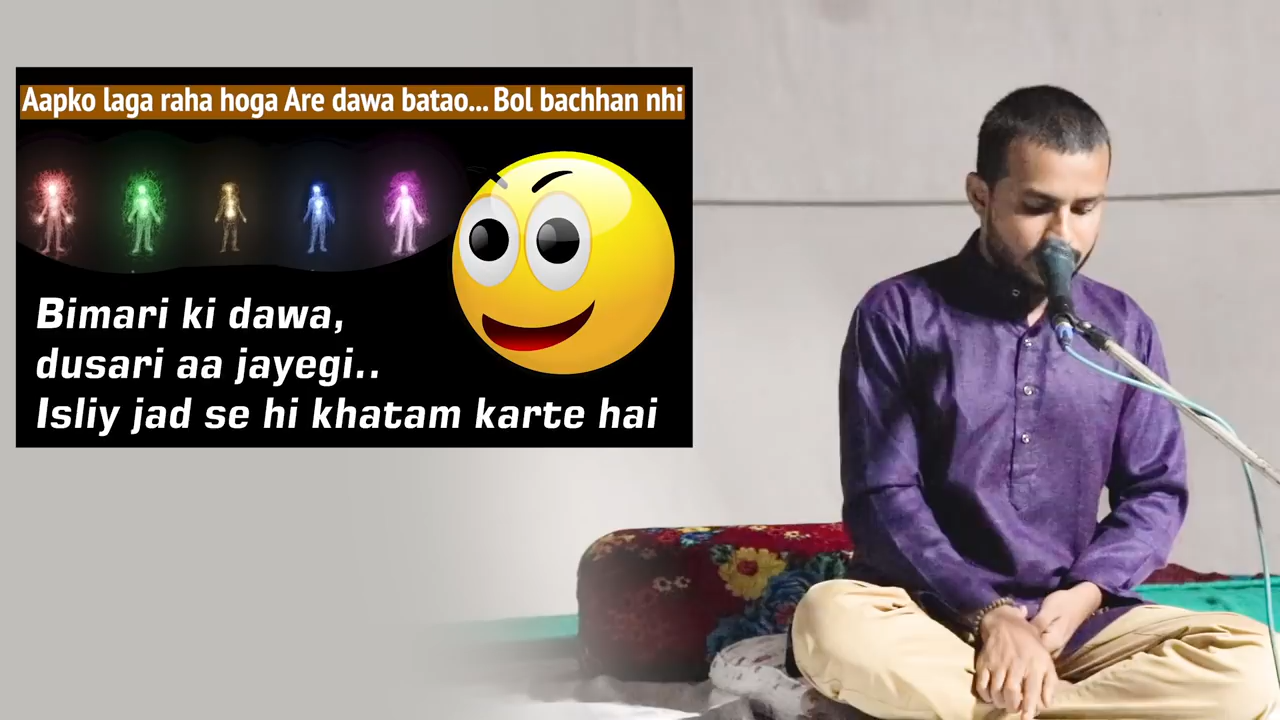 Aapko laga raha hoga Are dawa batao... Bol bachhan nhi
Bimari ki dawa,
dusari aa jayegi..
Isliy jad se hi khatam karte hai